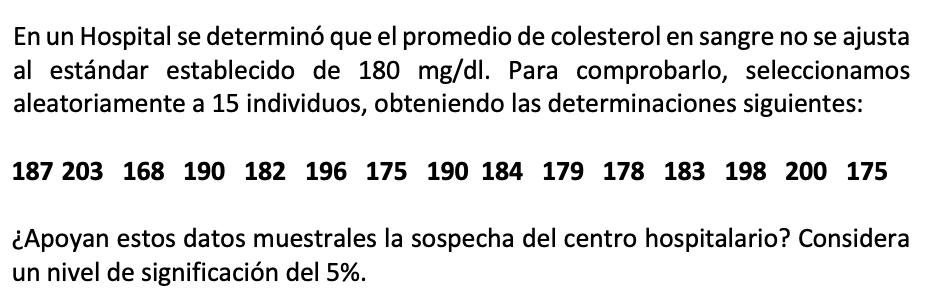 En un Hospital se determinó que el promedio de colesterol en sangre no se ajusta
al estándar establecido de 180 mg/dl. Para comprobarlo, seleccionamos
aleatoriamente a 15 individuos, obteniendo las determinaciones siguientes:
187 203 168 190 182 196 175 190 184 179 178 183 198 200 175
¿Apoyan estos datos muestrales la sospecha del centro hospitalario? Considera
un nivel de significación del 5%.